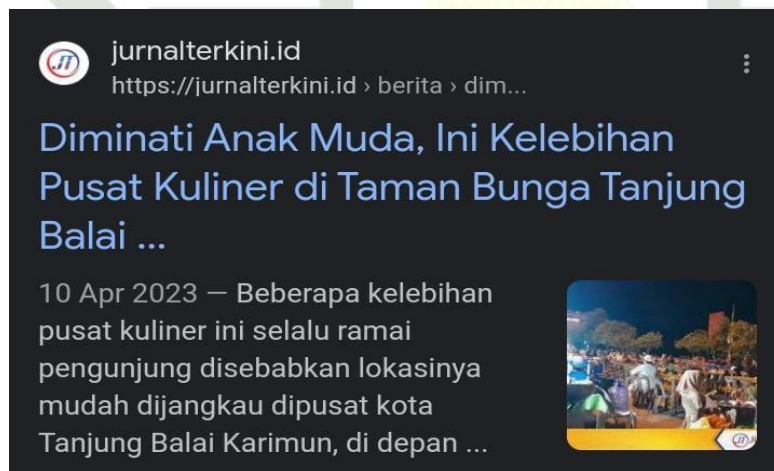 jurnalterkini.id
https://jurnalterkini.id › berita › dim...
Diminati Anak Muda, Ini Kelebihan
Pusat Kuliner di Taman Bunga Tanjung
Balai ...
10 Apr 2023 — Beberapa kelebihan
pusat kuliner ini selalu ramai
pengunjung disebabkan lokasinya
mudah dijangkau dipusat kota
Tanjung Balai Karimun, di depan ...